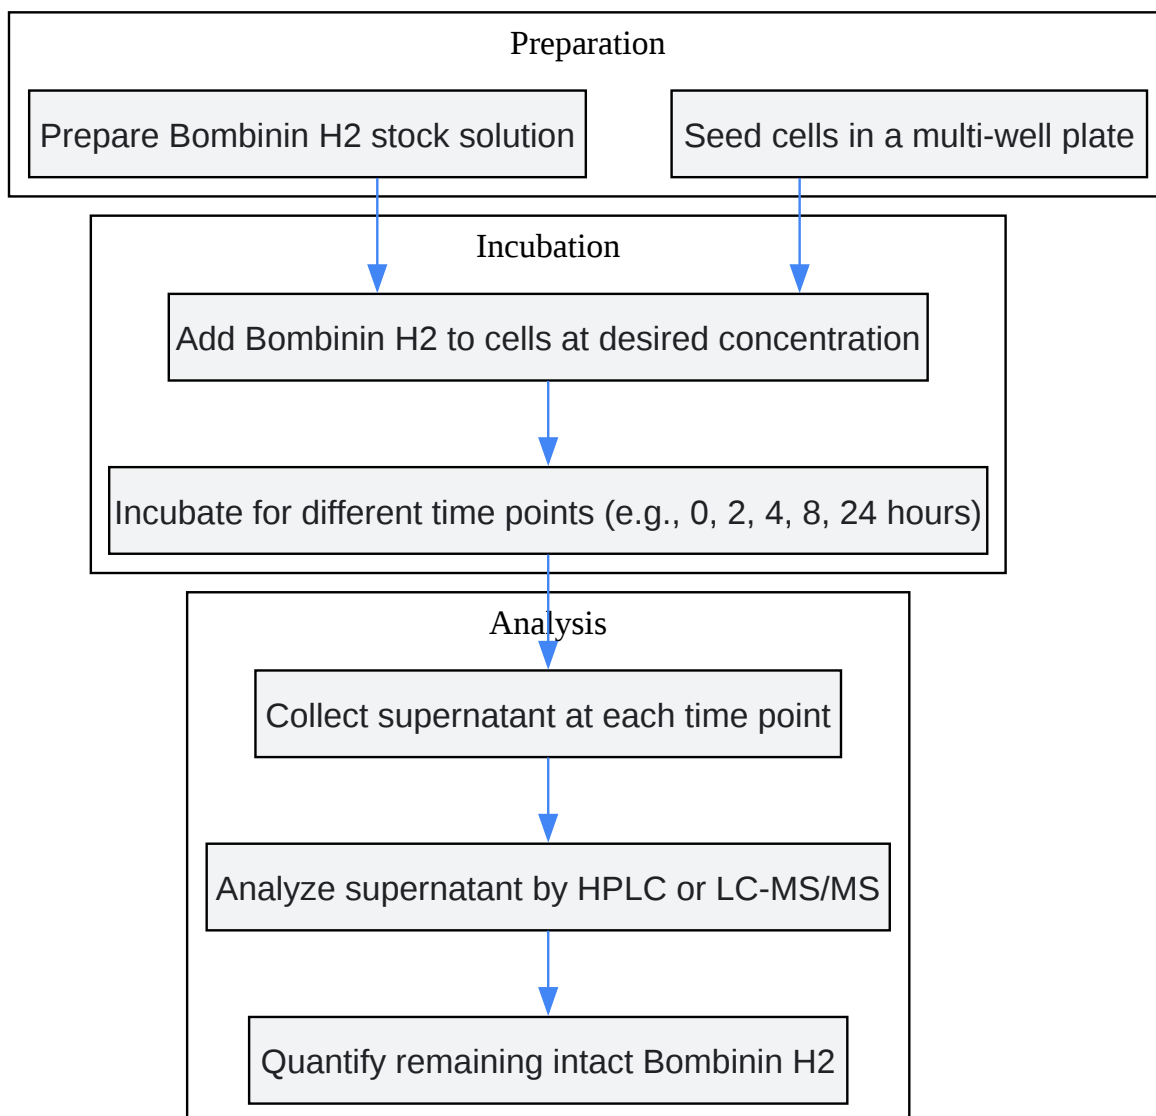 Preparation
Prepare Bombinin H2 stock solution
Seed cells in a multi-well plate
Incubation
Add Bombinin H2 to cells at desired concentration
Incubate for different time points (e.g., 0, 2, 4, 8, 24 hours)
Analysis
Collect supernatant at each time point
Analyze supernatant by HPLC or LC-MS/MS
Quantify remaining intact Bombinin H2